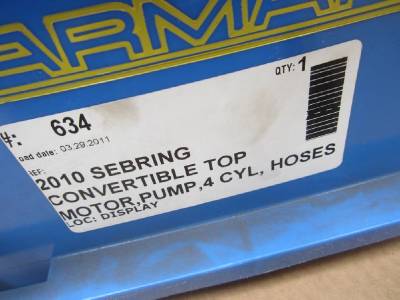 ARMA
#: 634
QTY: 1
oad date: 03.29.2011
EF:
2010 SEBRING
CONVERTIBLE TOP
MOTOR,PUMP,4 CYL, HOSES
LOC: DISPLAY